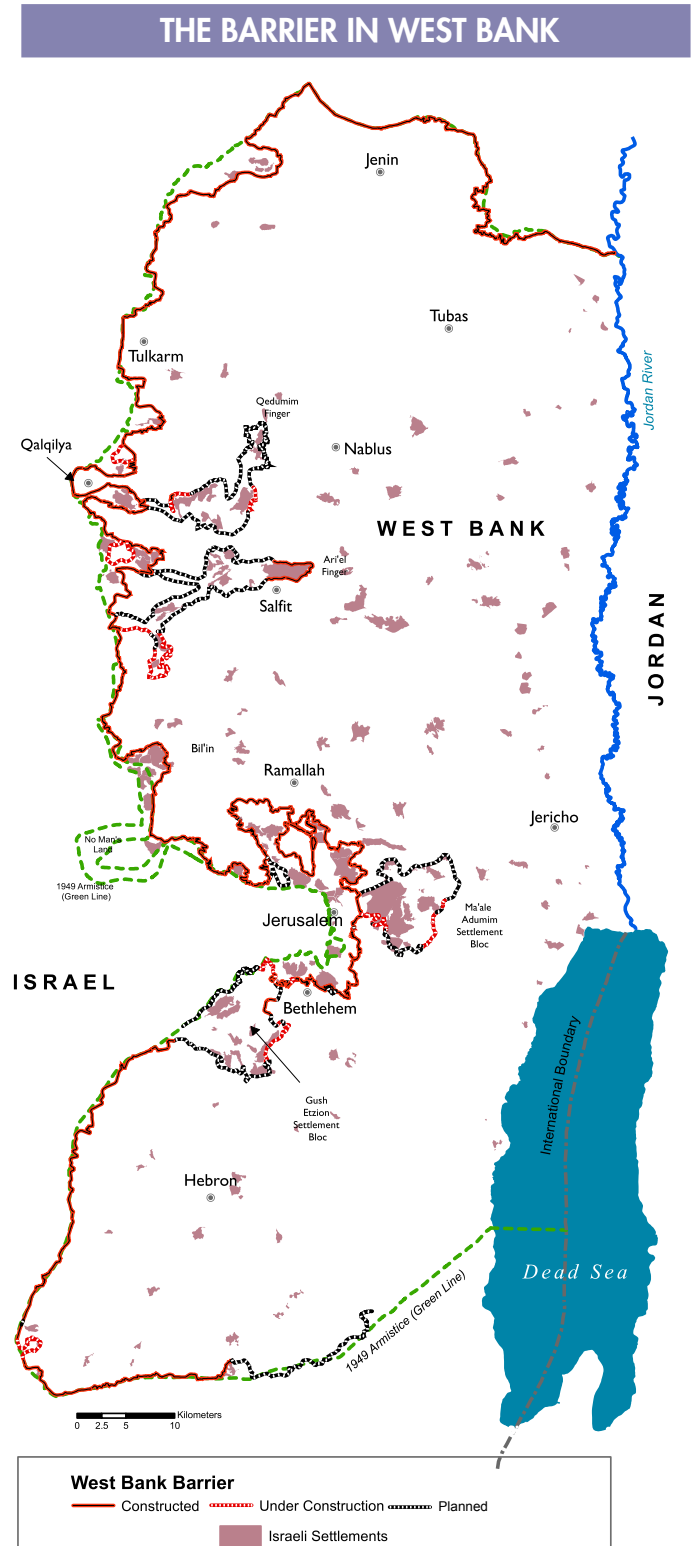 THE BARRIER IN WEST BANK
Jenin
Tubas
Tulkarm
Jordan River
Qedumim
Finger
Qalqilya
Nablus
WEST BANK
Ari'el
Finger
Salfit
JORDAN
Bil'in
Ramallah
Jericho
No Man's
Land
1949 Armistice
(Green Line)
Ma'ale
Adumim
Settlement
Bloc
Jerusalem
ISRAEL
Bethlehem
International Boundary
Gush
Etzion
Settlement
Bloc
Hebron
Dead Sea
1949 Armistice (Green Line)
Kilometers
0 2.5 5 10
West Bank Barrier
Constructed Under Construction Planned
Israeli Settlements